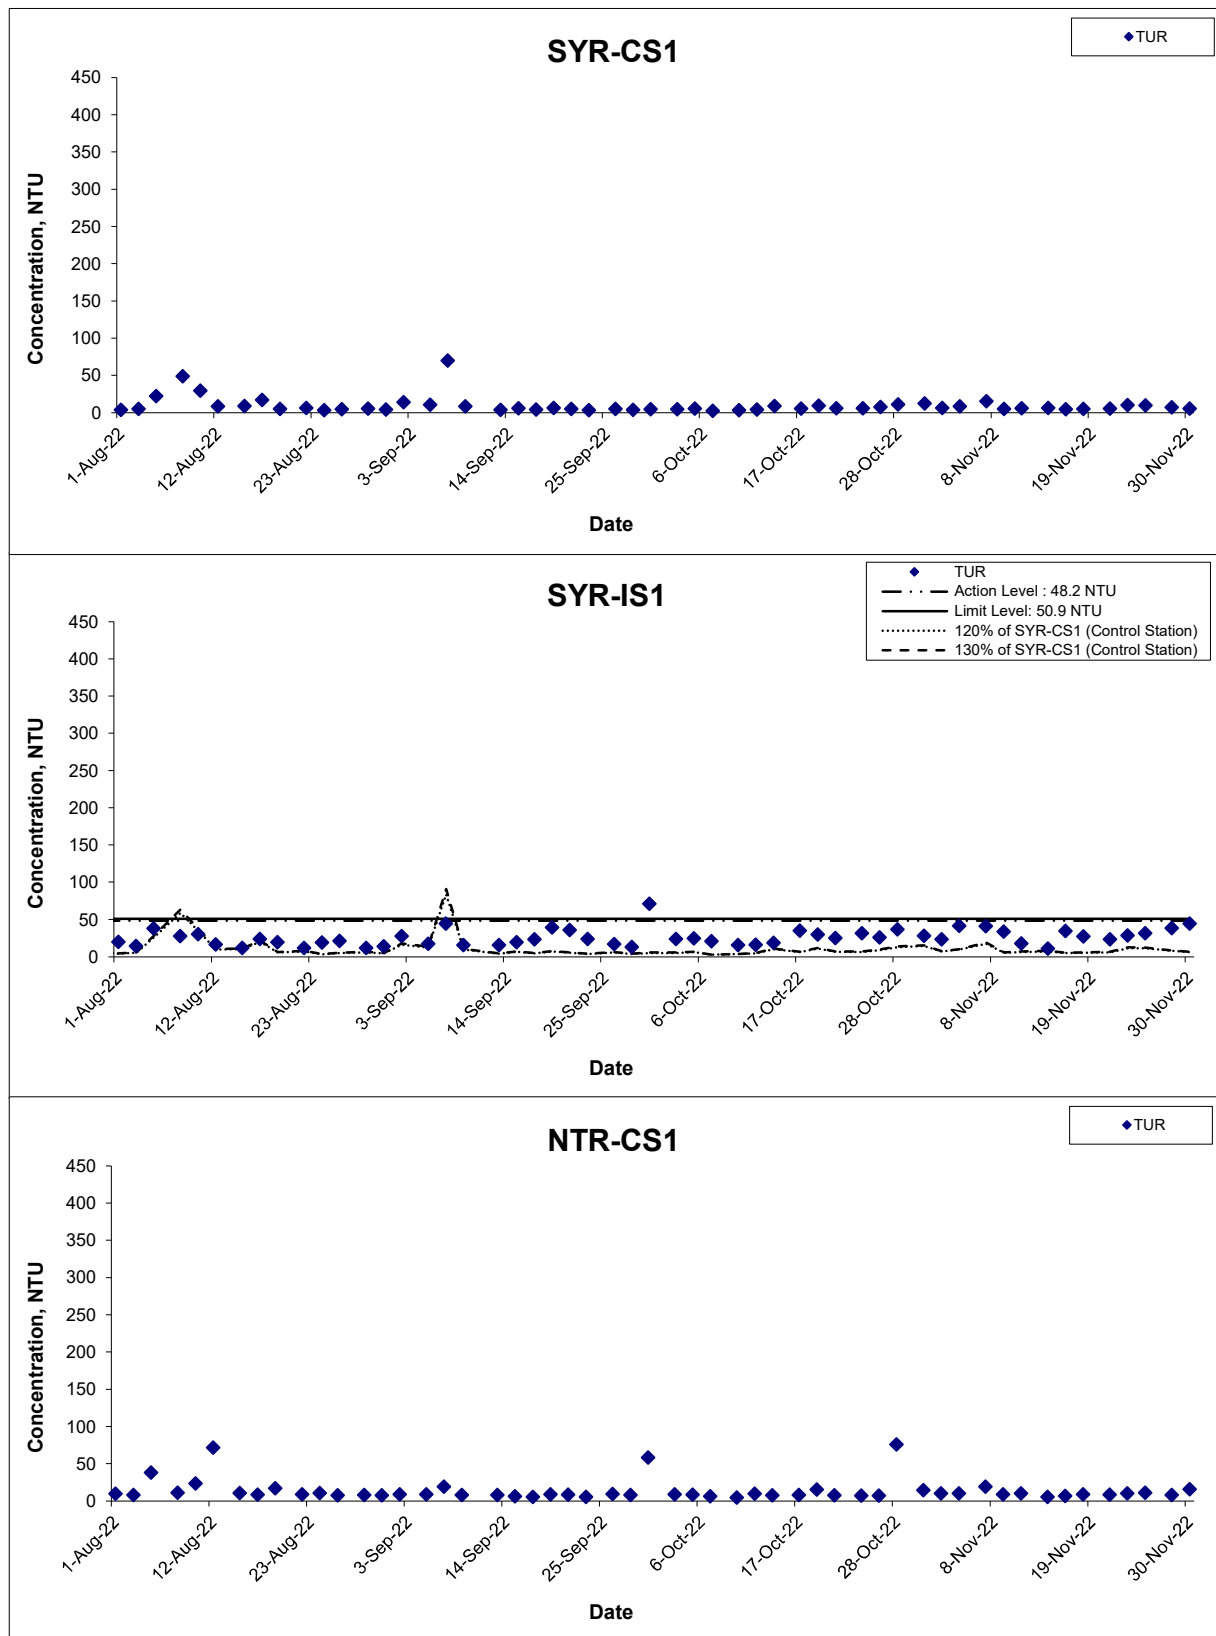 SYR-CS1
TUR
450
400
350
300
250
200
150
100
50
0
Concentration, NTU
1-Aug-22
12-Aug-22
23-Aug-22
3-Sep-22
14-Sep-22
25-Sep-22
6-Oct-22
17-Oct-22
28-Oct-22
8-Nov-22
19-Nov-22
30-Nov-22
Date
SYR-IS1
TUR
Action Level : 48.2 NTU
Limit Level: 50.9 NTU
120% of SYR-CS1 (Control Station)
130% of SYR-CS1 (Control Station)
450
400
350
300
250
200
150
100
50
0
Concentration, NTU
1-Aug-22
12-Aug-22
23-Aug-22
3-Sep-22
14-Sep-22
25-Sep-22
6-Oct-22
17-Oct-22
28-Oct-22
8-Nov-22
19-Nov-22
30-Nov-22
Date
NTR-CS1
TUR
450
400
350
300
250
200
150
100
50
0
Concentration, NTU
1-Aug-22
12-Aug-22
23-Aug-22
3-Sep-22
14-Sep-22
25-Sep-22
6-Oct-22
17-Oct-22
28-Oct-22
8-Nov-22
19-Nov-22
30-Nov-22
Date